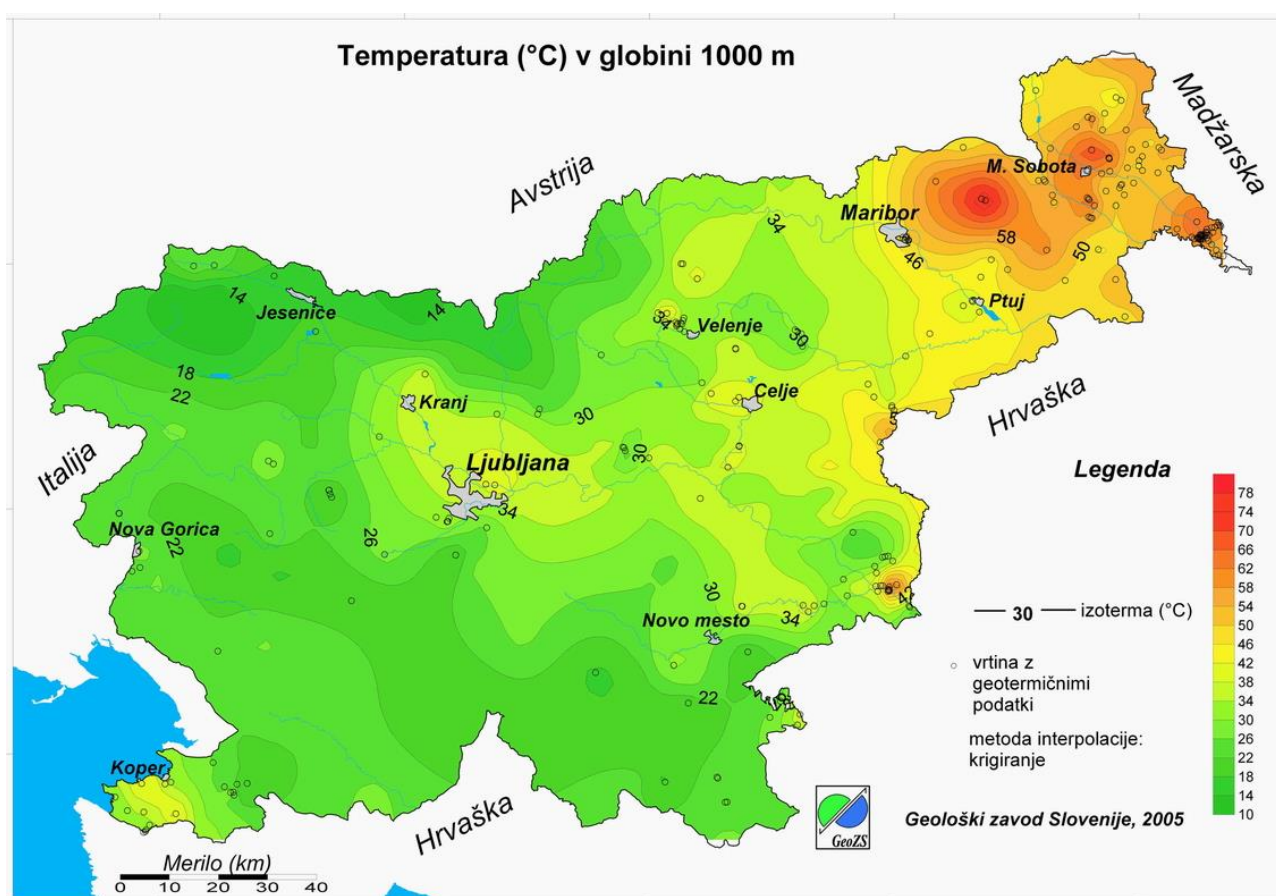 Temperatura (°C) v globini 1000 m
Madžarska
Avstrija
M. Sobota
Maribor
34
58
50
46
14
Jesenice
14
Ptuj
34
Velenje
30
18
22
Kranj
Celje
30
Hrvaška
30
Italija
Ljubljana
34
Legenda
78
74
70
66
62
58
54
50
46
42
38
34
30
26
22
18
14
10
Nova Gorica
22
26
30
42
34
Novo mesto
30 izoterma (°C)
vrtina z
geotermičnimi
podatki
22
metoda interpolacije:
krigiranje
Koper
Hrvaška
GeoZS
Geološki zavod Slovenije, 2005
Merilo (km)
0 10 20 30 40